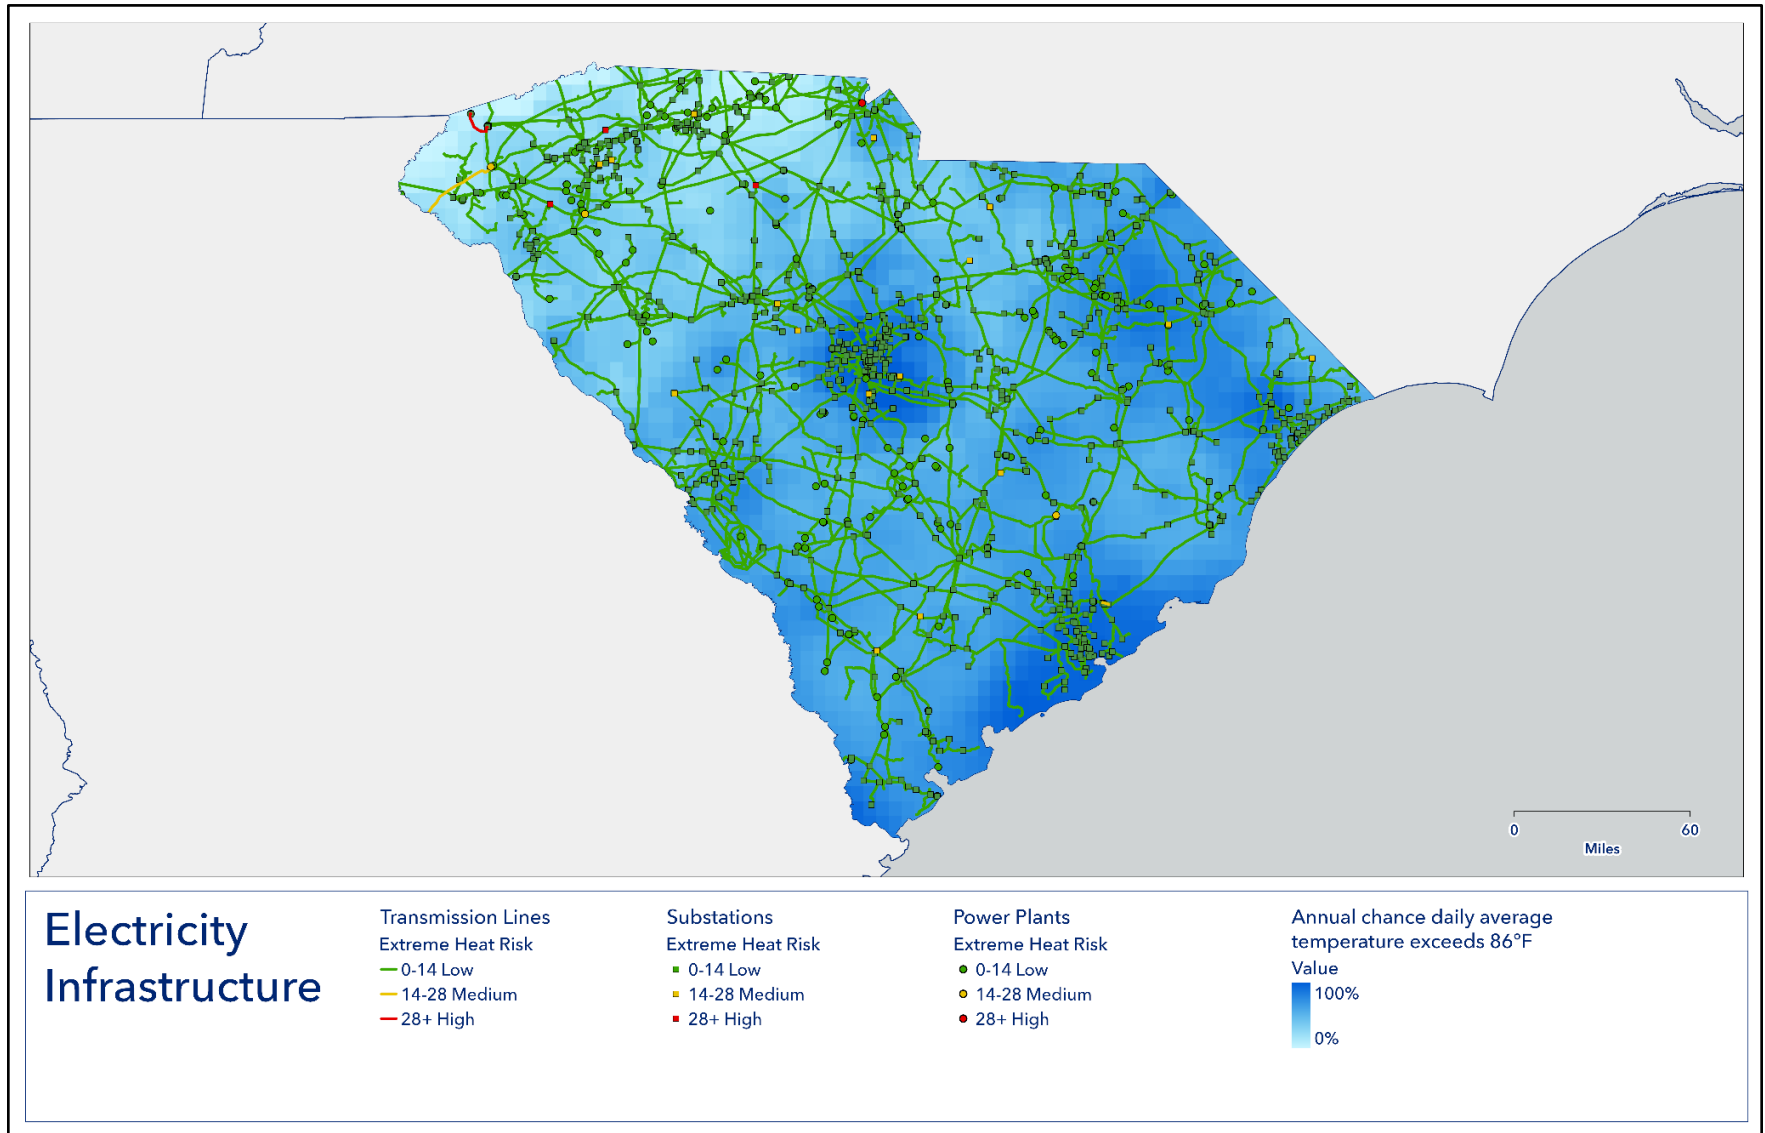 0
60
Miles
Electricity
Infrastructure
Transmission Lines
Extreme Heat Risk
0-14 Low
14-28 Medium
28+ High
Substations
Extreme Heat Risk
0-14 Low
14-28 Medium
28+ High
Power Plants
Extreme Heat Risk
0-14 Low
14-28 Medium
28+ High
Annual chance daily average
temperature exceeds 86°F
Value
100%
0%